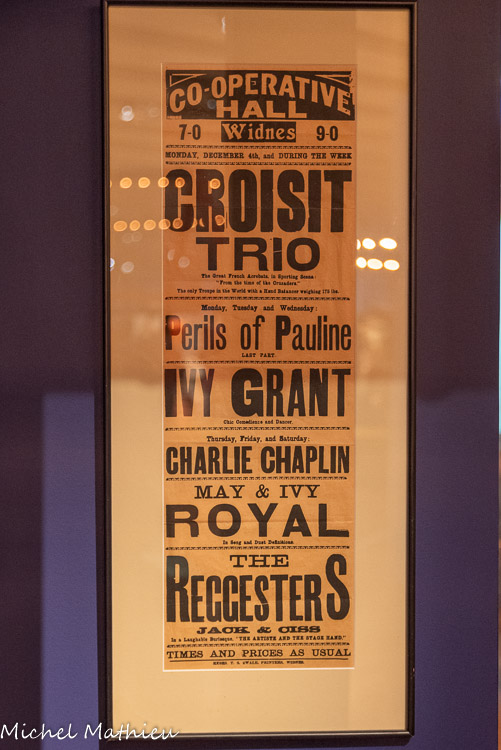 CO-OPERATIVE
HALL
7-0 Widnes 9-0
MONDAY, DECEMBER 4th, and DURING THE WEEK
CROISIT
TRIO
The Great French Acrobats, in Sporting Scene
"From the time of the Crusaders."
The only Troupe in the World with a Hand Balancer weighing 175 lbs.
Monday, Tuesday and Wednesday:
Perils of Pauline
LAST PART.
IVY GRANT
Chic Comedienne and Dancer.
Thursday, Friday, and Saturday:
CHARLIE CHAPLIN
MAY & IVY
ROYAL
In Song and Duet Definitions
THE
REGGESTERS
JACK & CISS
In a Laughable Burlesque, "THE ARTISTE AND THE STAGE HAND."
TIMES AND PRICES AS USUAL
PRINTERS, WIDNES.
Michel Mathieu